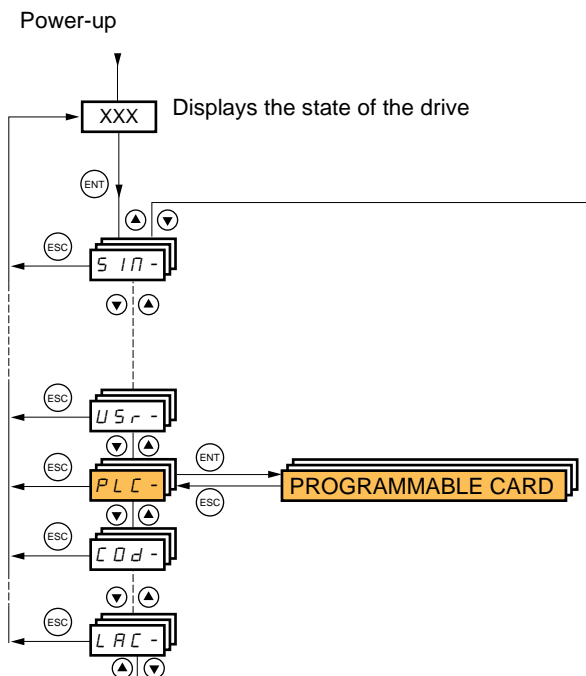 Power-up
XXX
Displays the state of the drive
ENT
ESC
SIM-
ESC
USr-
ESC
PLC-
ENT
ESC
PROGRAMMABLE CARD
ESC
COd-
ESC
LAC-